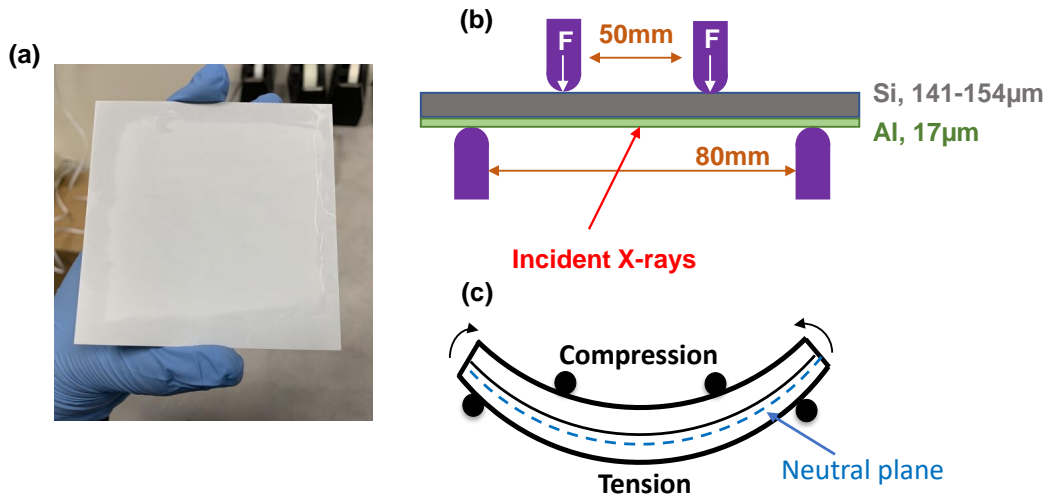 (a)
(b)
F
50mm
F
Si, 141-154μm
Al, 17μm
80mm
Incident X-rays
(c)
Compression
Tension
Neutral plane